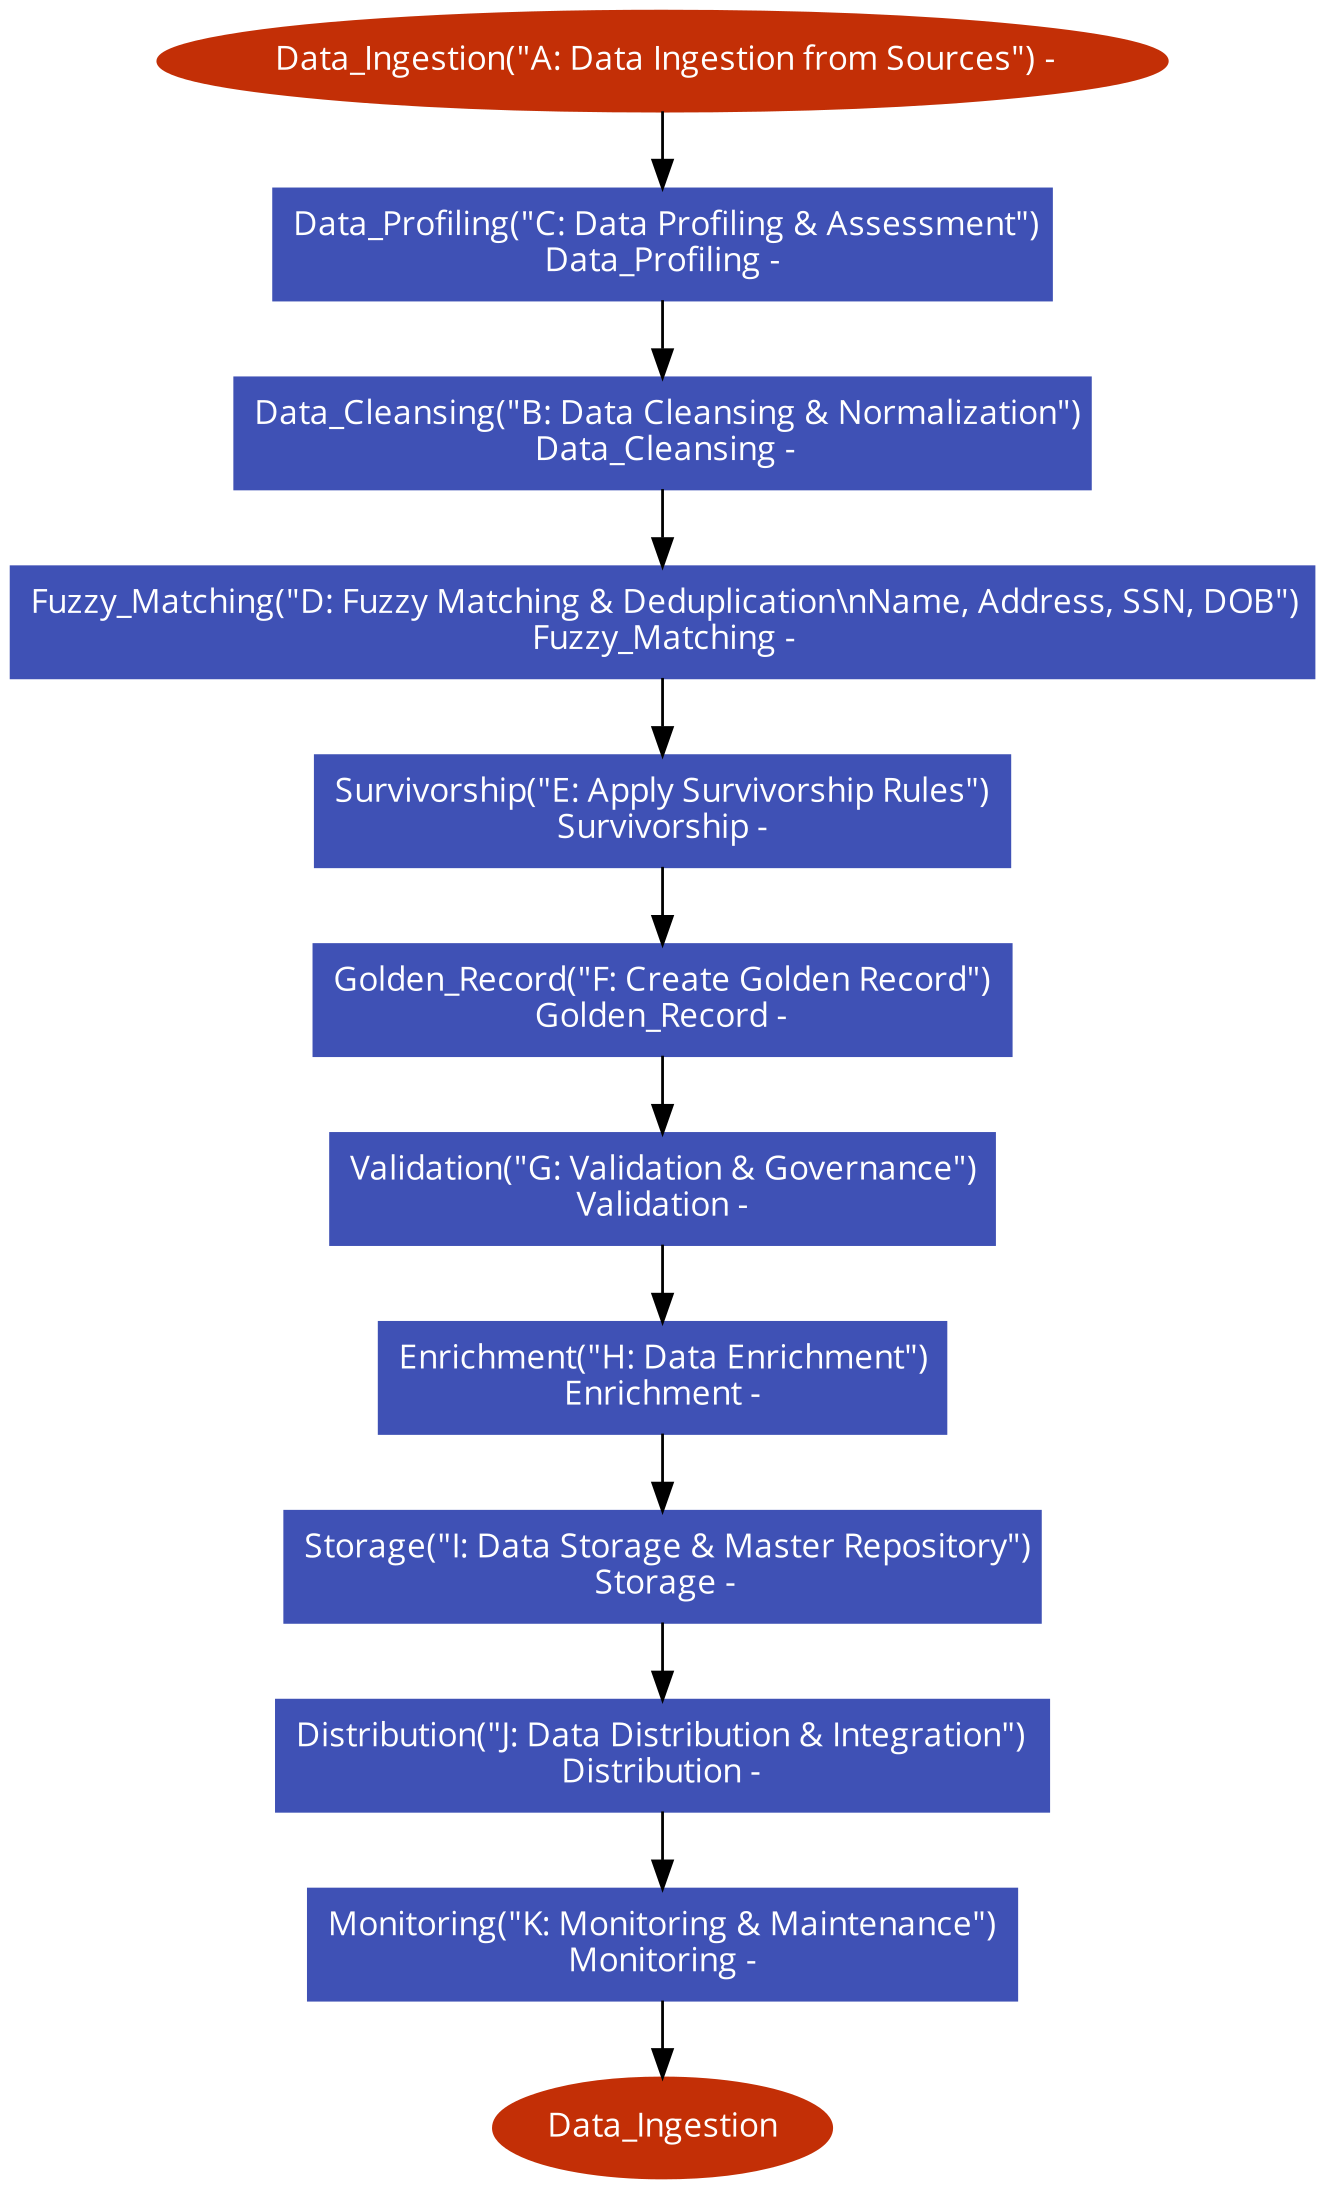 Data_Ingestion("A: Data Ingestion from Sources") -
Data_Profiling("C: Data Profiling & Assessment")
Data_Profiling -
Data_Cleansing("B: Data Cleansing & Normalization")
Data_Cleansing -
Fuzzy_Matching("D: Fuzzy Matching & Deduplication\nName, Address, SSN, DOB")
Fuzzy_Matching -
Survivorship("E: Apply Survivorship Rules")
Survivorship -
Golden_Record("F: Create Golden Record")
Golden_Record -
Validation("G: Validation & Governance")
Validation -
Enrichment("H: Data Enrichment")
Enrichment -
Storage("I: Data Storage & Master Repository")
Storage -
Distribution("J: Data Distribution & Integration")
Distribution -
Monitoring("K: Monitoring & Maintenance")
Monitoring -
Data_Ingestion